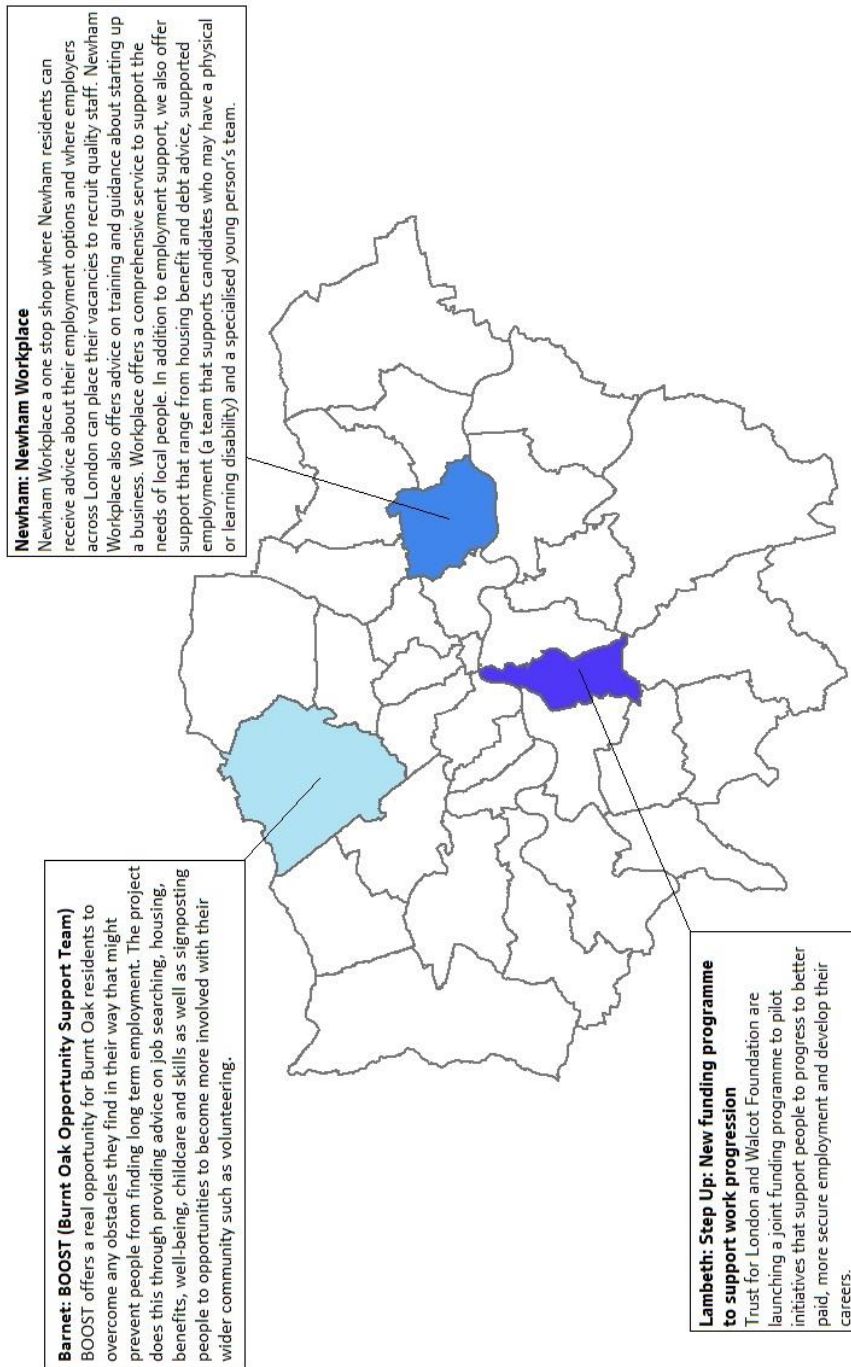 Barnet: BOOST (Burnt Oak Opportunity Support Team)
BOOST offers a real opportunity for Burnt Oak residents to
overcome any obstacles they find in their way that might
prevent people from finding long term employment. The project
does this through providing advice on job searching, housing,
benefits, well-being, childcare and skills as well as signposting
people to opportunities to become more involved with their
wider community such as volunteering.
Newham: Newham Workplace
Newham Workplace a one stop shop where Newham residents can
receive advice about their employment options and where employers
across London can place their vacancies to recruit quality staff. Newham
Workplace also offers advice on training and guidance about starting up
a business. Workplace offers a comprehensive service to support the
needs of local people. In addition to employment support, we also offer
support that range from housing benefit and debt advice, supported
employment (a team that supports candidates who may have a physical
or learning disability) and a specialised young person's team.
Lambeth: Step Up: New funding programme
to support work progression
Trust for London and Walcot Foundation are
launching a joint funding programme to pilot
initiatives that support people to progress to better
paid, more secure employment and develop their
careers.